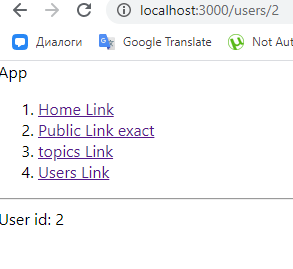 localhost:3000/users/2
Диалоги Google Translate Not Aut
App
1. Home Link
2. Public Link exact
3. topics Link
4. Users Link
User id: 2